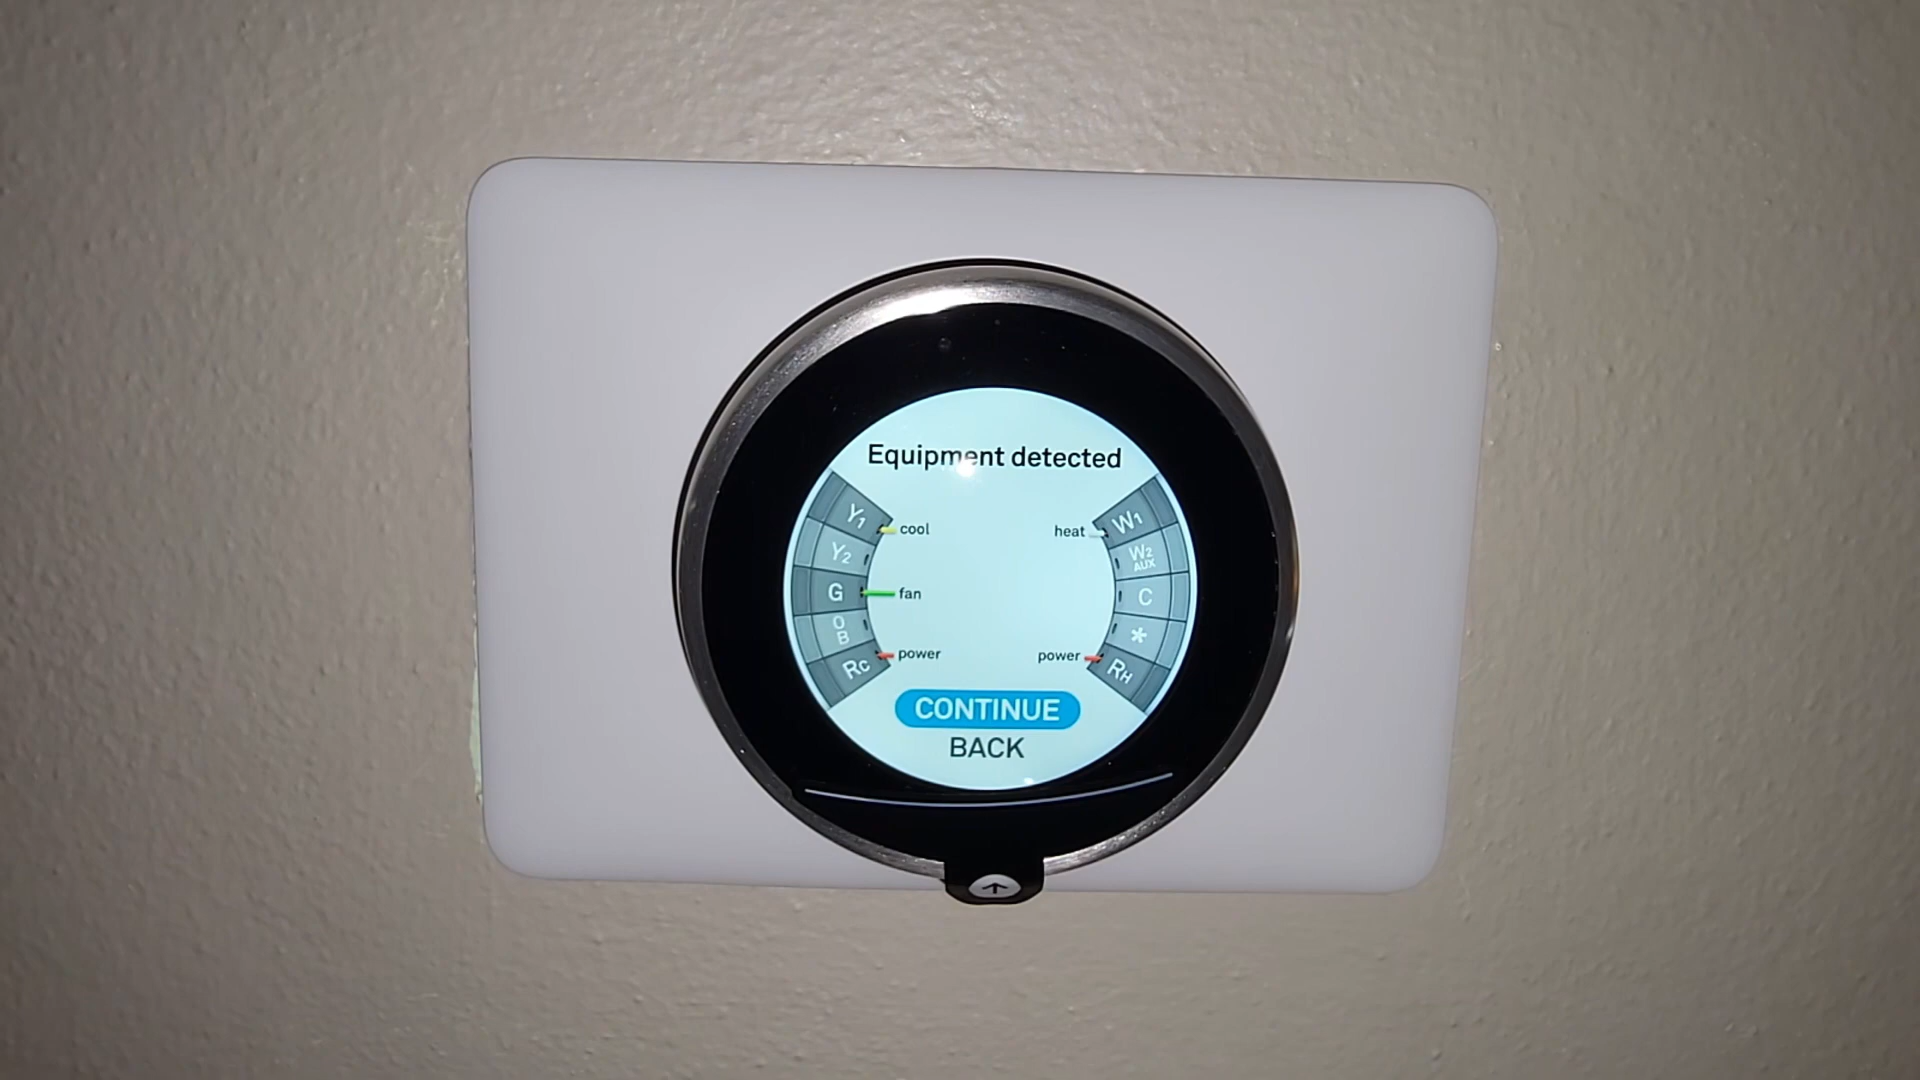 Equipment detected
Y1 cool
Y2
G fan
O
B
Rc power
heat W1
W2
AUX
C
*
power RH
CONTINUE
BACK